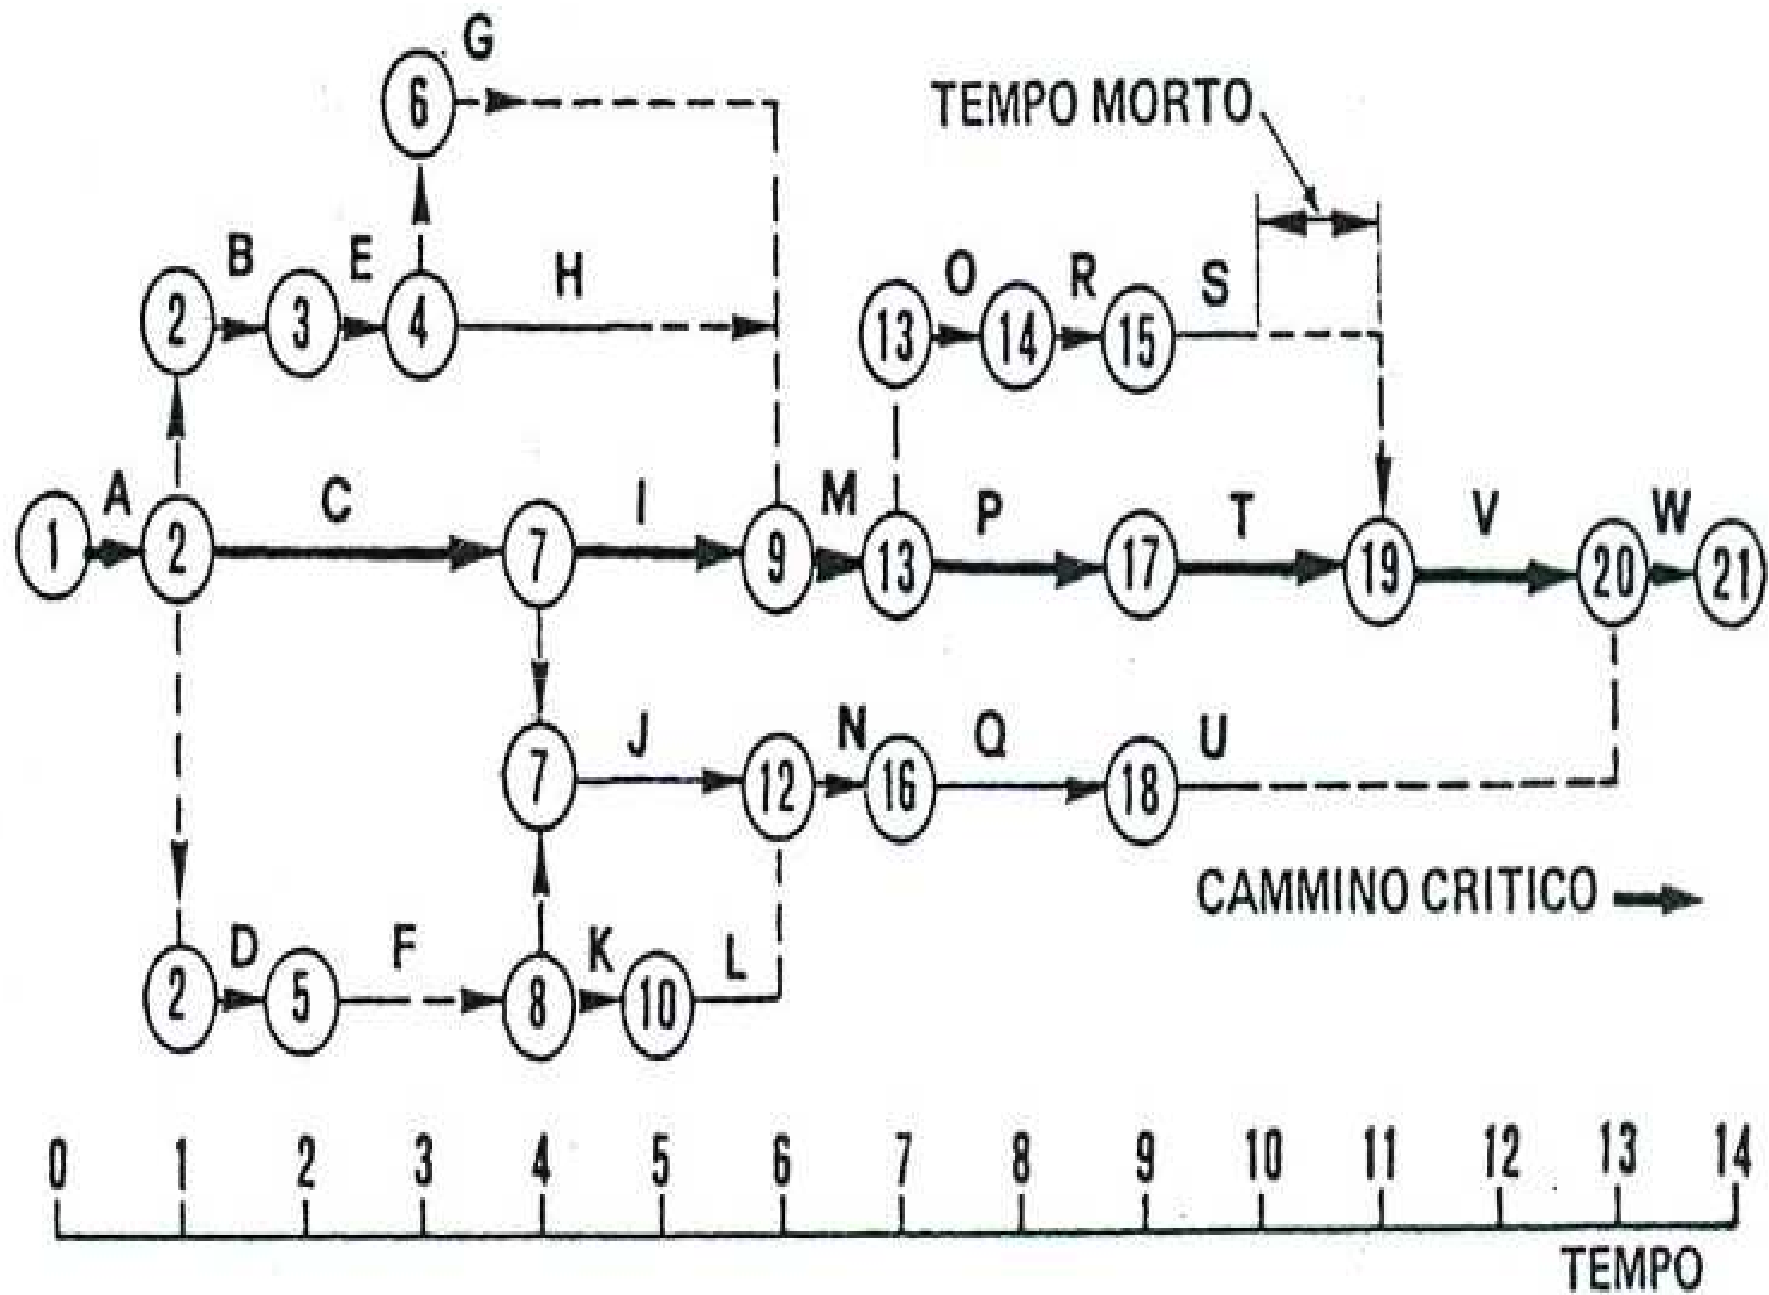 G
6
TEMPO MORTO
B E H
2 3 4
O R S
13 14 15
A C I M P T V W
1 2 7 9 13 17 19 20 21
J N Q U
7 12 16 18
CAMMINO CRITICO
D F K L
2 5 8 10
0 1 2 3 4 5 6 7 8 9 10 11 12 13 14
TEMPO